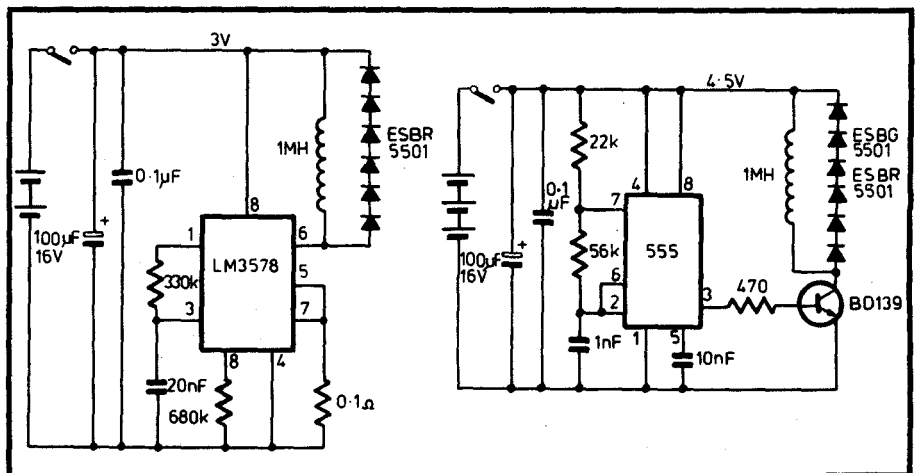 3V
8
1MH
ESBR
5501
0·1µF
100µF
16V
+
1
6
LM3578
330k
5
3
7
8
4
20nF
680k
0·1Ω
4·5V
22k
4
8
1MH
ESBG
5501
ESBR
5501
0·1
µF
7
100µF
16V
+
56k
555
6
2
3
470
BD139
1nF
1
5
10nF